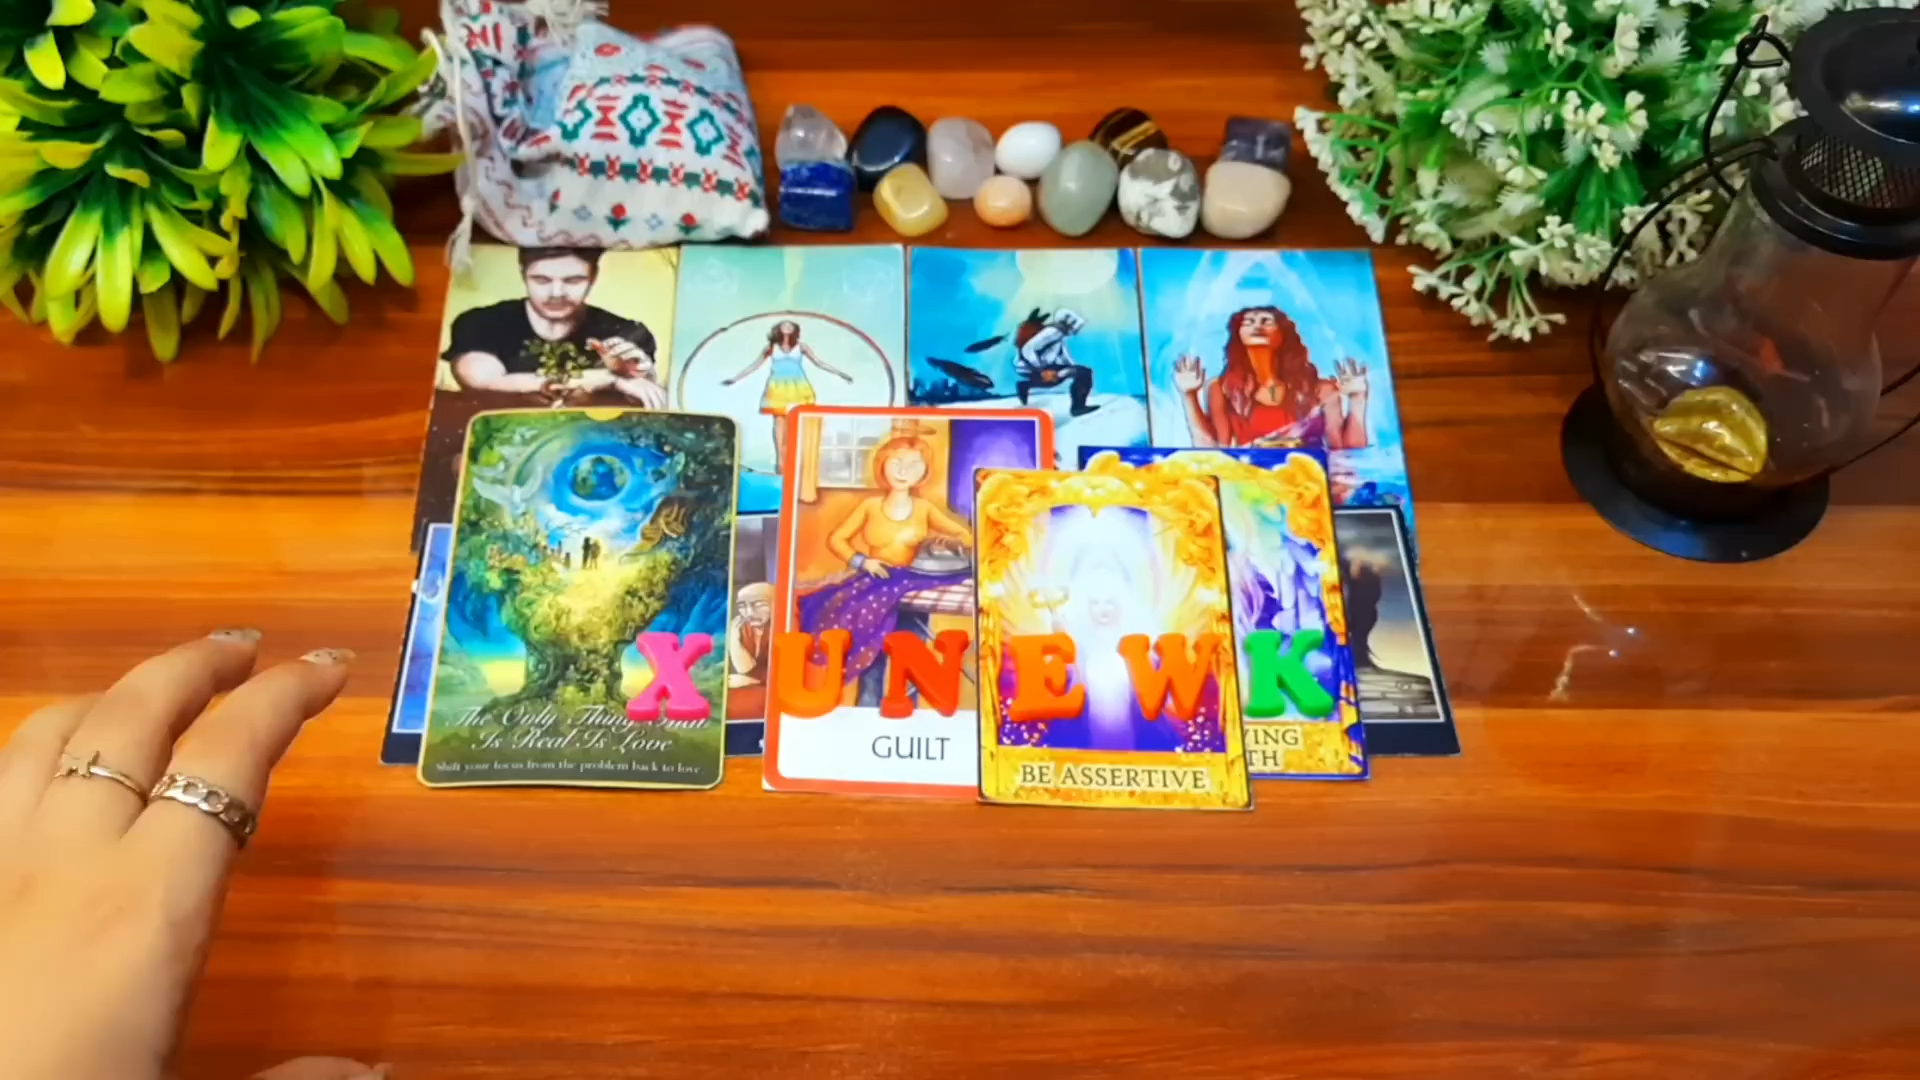 X U N E W K
The Only Thing That
Is Real Is Love
Shift your focus from the problem back to love.
GUILT
BE ASSERTIVE
VING
TH